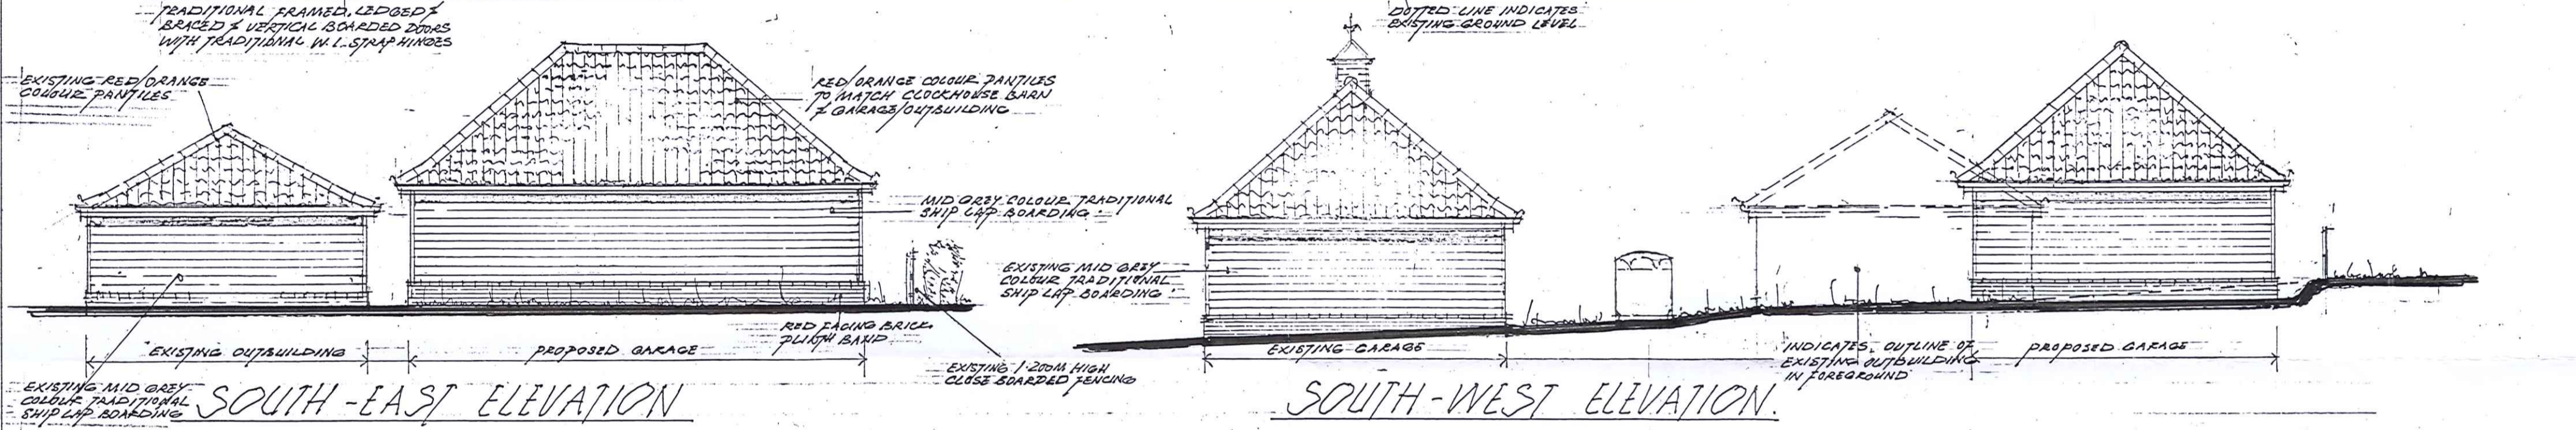 TRADITIONAL FRAMED, LEDGED &
BRACED & VERTICAL BOARDED DOORS
WITH TRADITIONAL W.I. STRAP HINGES
EXISTING RED/ORANGE
COLOUR PANTILES
RED/ORANGE COLOUR PANTILES
TO MATCH CLOCKHOUSE BARN
& GARAGE/OUTBUILDING
MID GREY COLOUR TRADITIONAL
SHIP LAP BOARDING
RED FACING BRICK
PLINTH BAND
EXISTING 1.200M HIGH
CLOSE BOARDED FENCING
EXISTING OUTBUILDING
PROPOSED GARAGE
EXISTING MID GREY
COLOUR TRADITIONAL
SHIP LAP BOARDING
SOUTH-EAST ELEVATION
DOTTED LINE INDICATES
EXISTING GROUND LEVEL
EXISTING MID GREY
COLOUR TRADITIONAL
SHIP LAP BOARDING
EXISTING GARAGE
INDICATES OUTLINE OF
EXISTING OUTBUILDING
IN FOREGROUND
PROPOSED GARAGE
SOUTH-WEST ELEVATION.